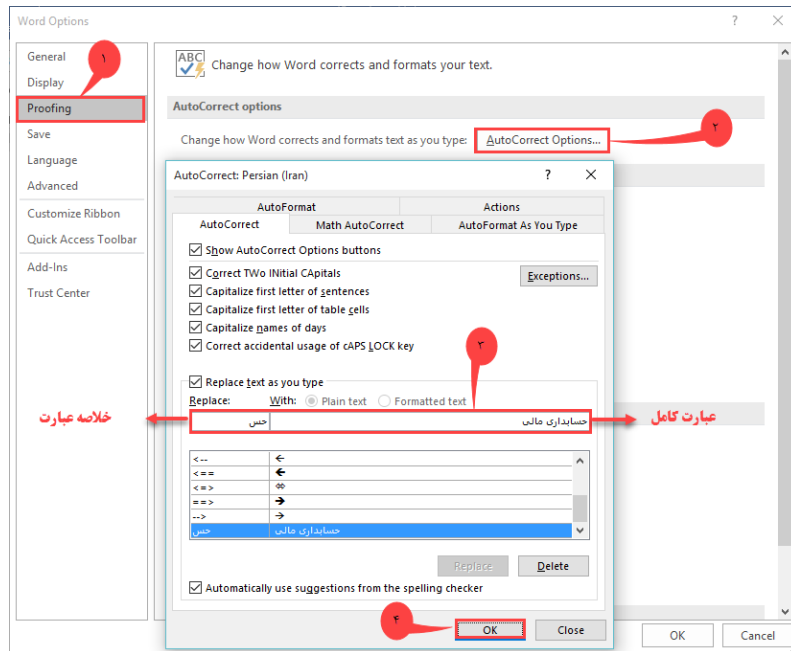 Word Options
?
General
Display
Proofing
Save
Language
Advanced
Customize Ribbon
Quick Access Toolbar
Add-Ins
Trust Center
۱
ABC
Change how Word corrects and formats your text.
AutoCorrect options
Change how Word corrects and formats text as you type: AutoCorrect Options...
۲
AutoCorrect: Persian (Iran)
?
AutoFormat Actions
AutoCorrect Math AutoCorrect AutoFormat As You Type
Show AutoCorrect Options buttons
Correct TWo INitial CApitals
Exceptions...
Capitalize first letter of sentences
Capitalize first letter of table cells
Capitalize names of days
Correct accidental usage of cAPS LOCK key
۳
Replace text as you type
Replace: With: Plain text Formatted text
خلاصه عبارت
حس
حسابداری مالی
عبارت کامل
<-- ←
<== 🡸
<=> ⇔
==> ➔
--> →
حس حسابداری مالی
Replace Delete
Automatically use suggestions from the spelling checker
۴
OK Close
OK Cancel